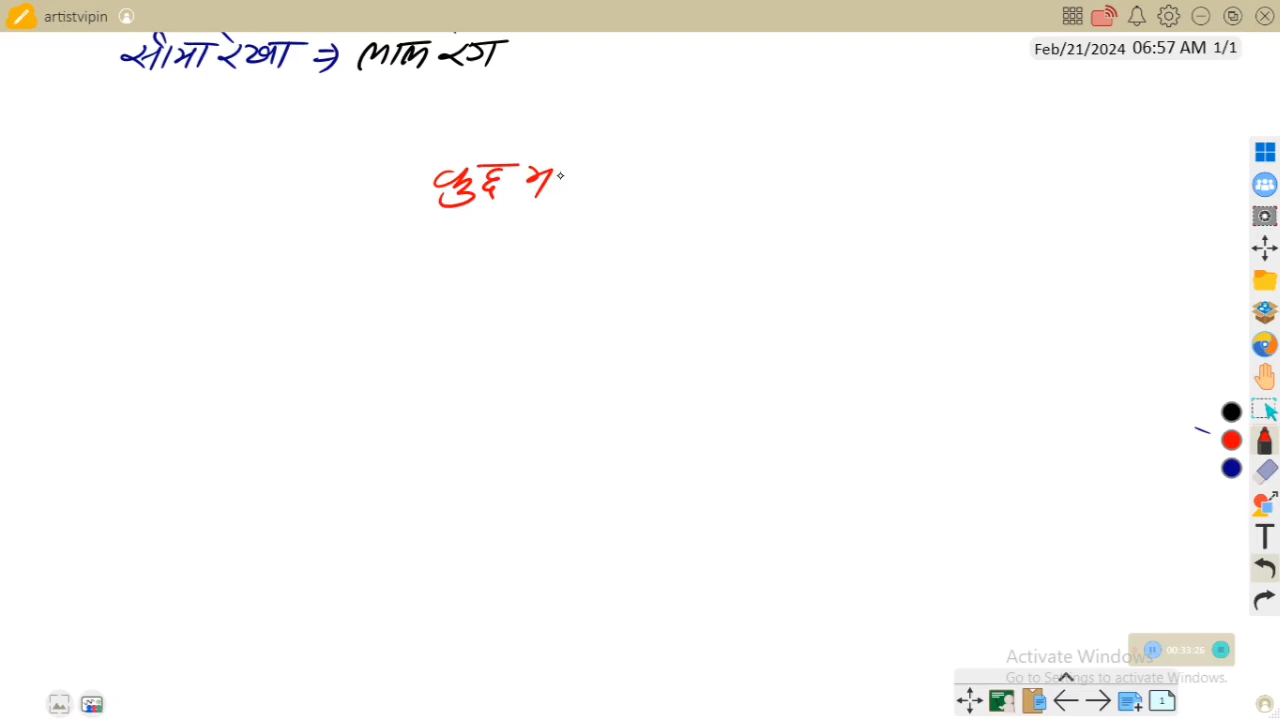 artistvipin
Feb/21/2024 06:57 AM 1/1
सीमा रेखा ⇒ लाल रंग
कुछ
T
00:33:26
Activate Windows
Go to Settings to activate Windows.
1